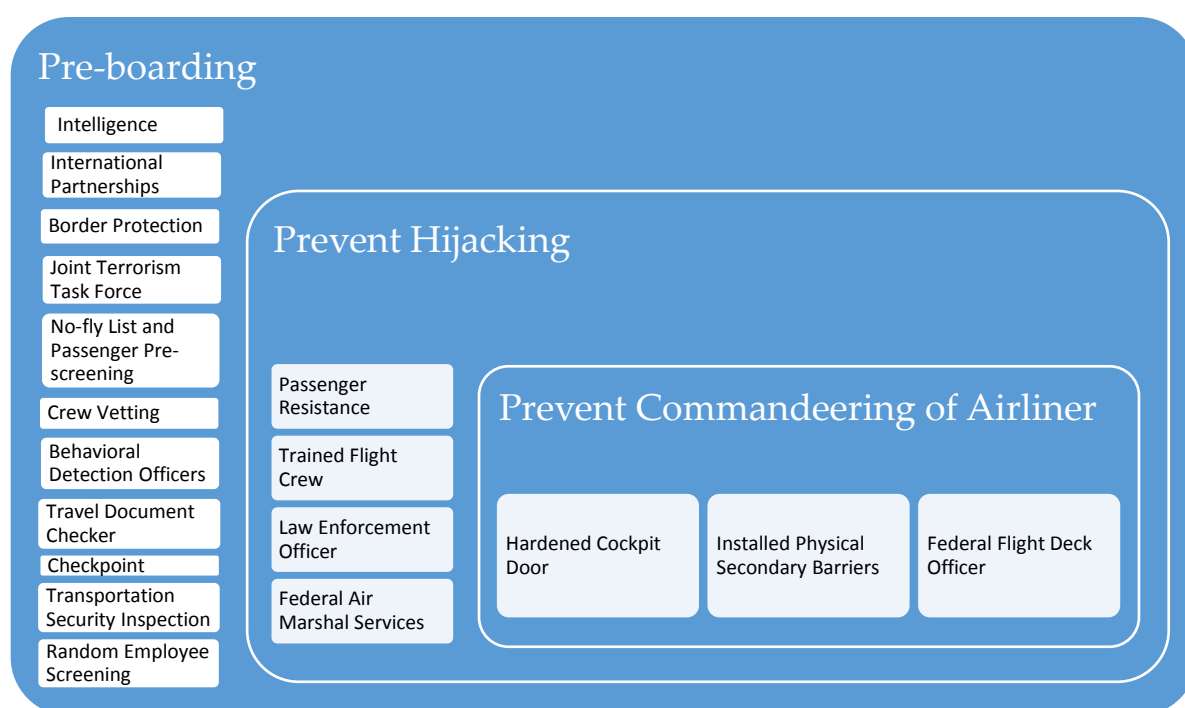 Pre-boarding
Intelligence
International
Partnerships
Border Protection
Joint Terrorism
Task Force
No-fly List and
Passenger Pre-
screening
Crew Vetting
Behavioral
Detection Officers
Travel Document
Checker
Checkpoint
Transportation
Security Inspection
Random Employee
Screening
Prevent Hijacking
Passenger
Resistance
Trained Flight
Crew
Law Enforcement
Officer
Federal Air
Marshal Services
Prevent Commandeering of Airliner
Hardened Cockpit
Door
Installed Physical
Secondary Barriers
Federal Flight Deck
Officer